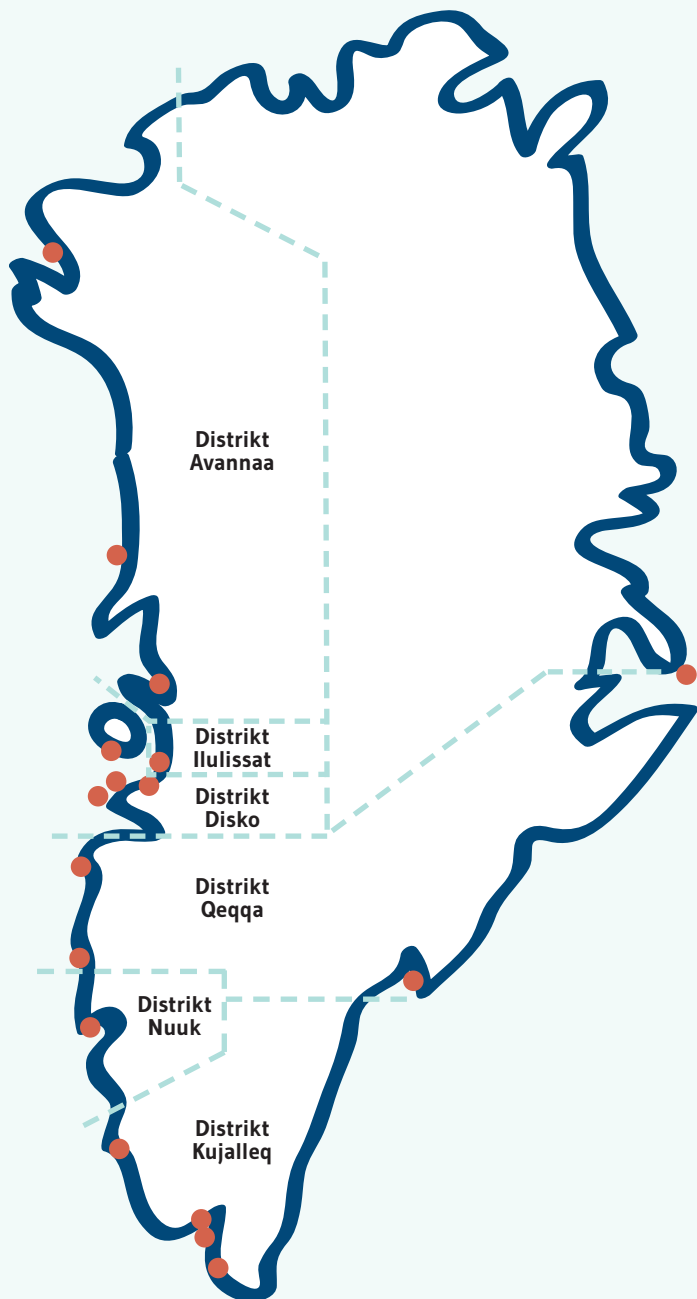 Distrikt
Avannaa
Distrikt
Ilulissat
Distrikt
Disko
Distrikt
Qeqqa
Distrikt
Nuuk
Distrikt
Kujalleq